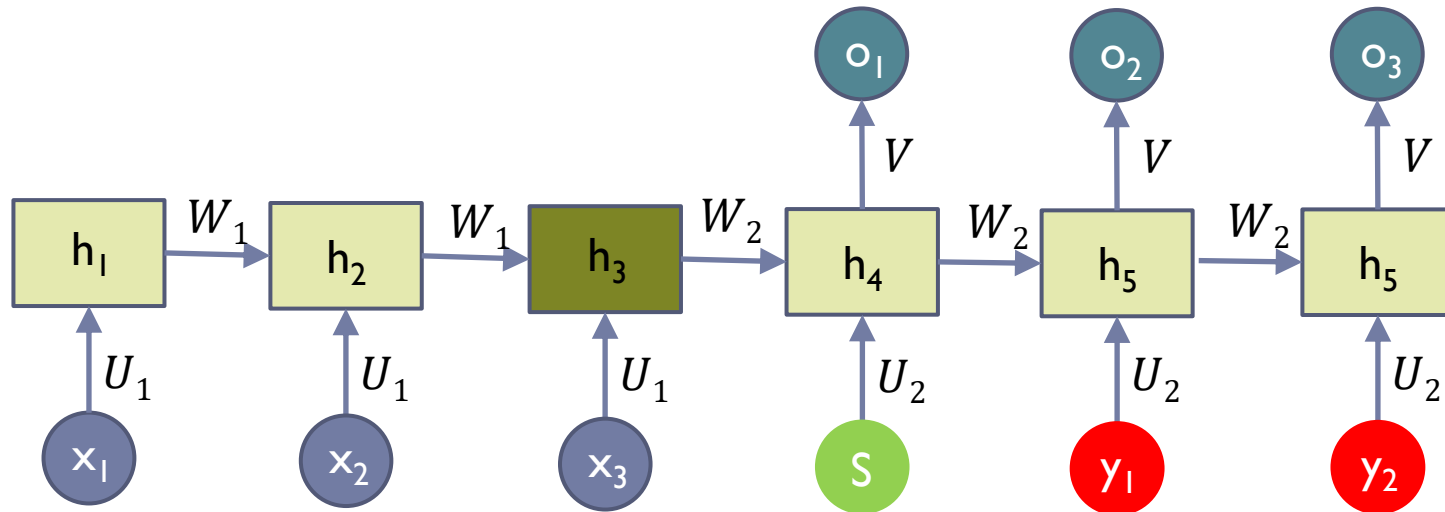 o₁ o₂ o₃
V V V
h₁ W₁ h₂ W₁ h₃ W₂ h₄ W₂ h₅ W₂ h₅
U₁ U₁ U₁ U₂ U₂ U₂
x₁ x₂ x₃ S y₁ y₂